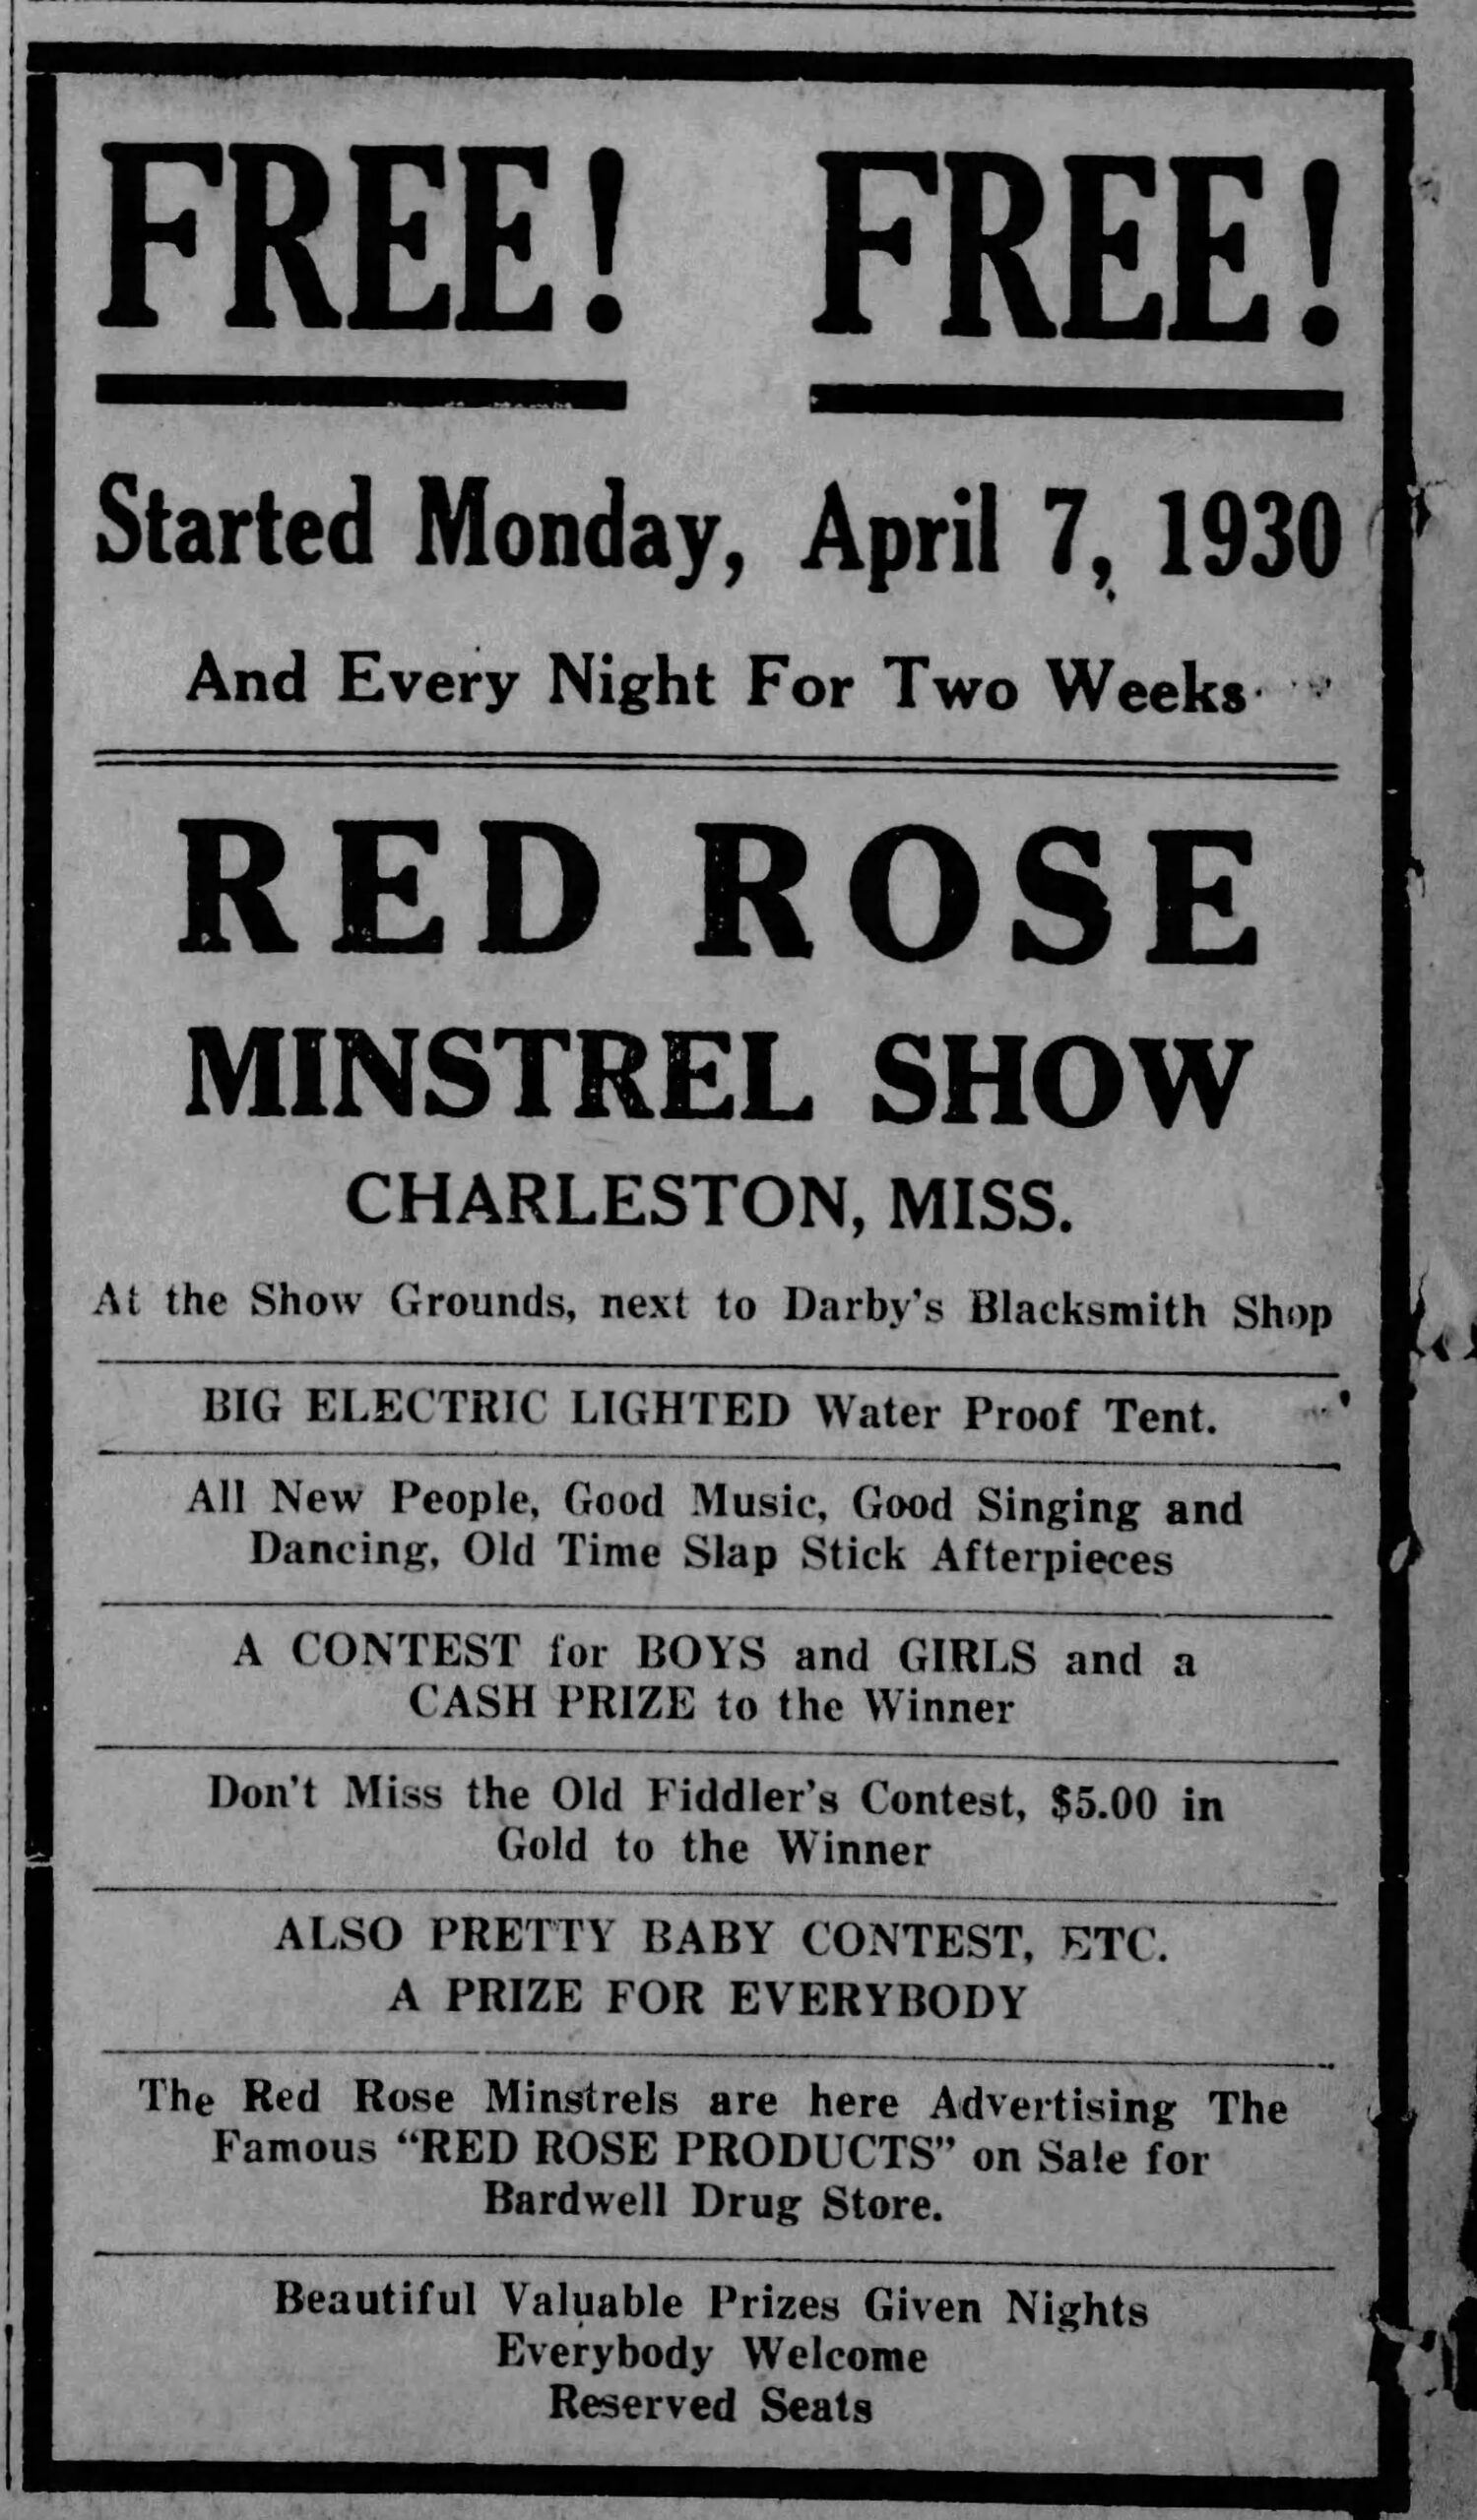 FREE! FREE!
Started Monday, April 7, 1930
And Every Night For Two Weeks
RED ROSE
MINSTREL SHOW
CHARLESTON, MISS.
At the Show Grounds, next to Darby's Blacksmith Shop
BIG ELECTRIC LIGHTED Water Proof Tent.
All New People, Good Music, Good Singing and
Dancing, Old Time Slap Stick Afterpieces
A CONTEST for BOYS and GIRLS and a
CASH PRIZE to the Winner
Don't Miss the Old Fiddler's Contest, $5.00 in
Gold to the Winner
ALSO PRETTY BABY CONTEST, ETC.
A PRIZE FOR EVERYBODY
The Red Rose Minstrels are here Advertising The
Famous “RED ROSE PRODUCTS” on Sale for
Bardwell Drug Store.
Beautiful Valuable Prizes Given Nights
Everybody Welcome
Reserved Seats